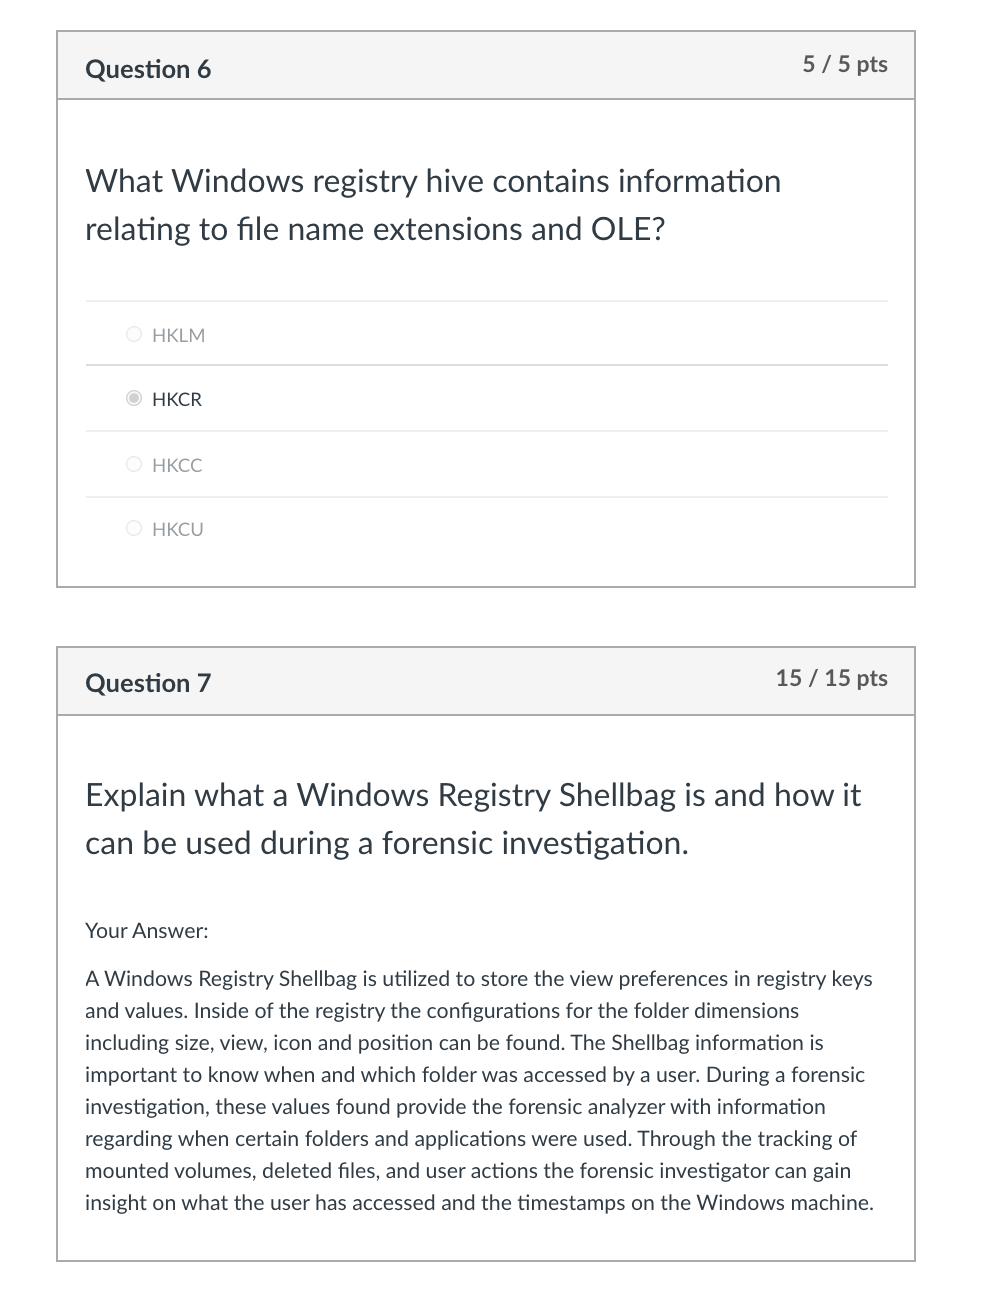 Question 6
5 / 5 pts
What Windows registry hive contains information
relating to file name extensions and OLE?
HKLM
HKCR
HKCC
HKCU
Question 7
15 / 15 pts
Explain what a Windows Registry Shellbag is and how it
can be used during a forensic investigation.
Your Answer:
A Windows Registry Shellbag is utilized to store the view preferences in registry keys
and values. Inside of the registry the configurations for the folder dimensions
including size, view, icon and position can be found. The Shellbag information is
important to know when and which folder was accessed by a user. During a forensic
investigation, these values found provide the forensic analyzer with information
regarding when certain folders and applications were used. Through the tracking of
mounted volumes, deleted files, and user actions the forensic investigator can gain
insight on what the user has accessed and the timestamps on the Windows machine.